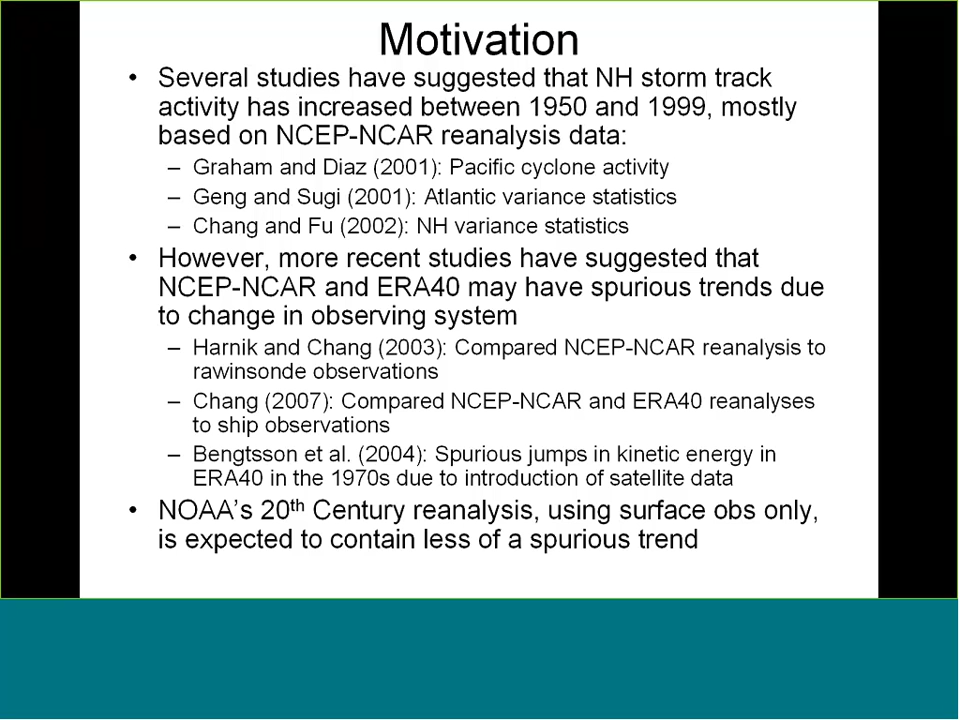 Motivation
• Several studies have suggested that NH storm track
activity has increased between 1950 and 1999, mostly
based on NCEP-NCAR reanalysis data:
– Graham and Diaz (2001): Pacific cyclone activity
– Geng and Sugi (2001): Atlantic variance statistics
– Chang and Fu (2002): NH variance statistics
• However, more recent studies have suggested that
NCEP-NCAR and ERA40 may have spurious trends due
to change in observing system
– Harnik and Chang (2003): Compared NCEP-NCAR reanalysis to
rawinsonde observations
– Chang (2007): Compared NCEP-NCAR and ERA40 reanalyses
to ship observations
– Bengtsson et al. (2004): Spurious jumps in kinetic energy in
ERA40 in the 1970s due to introduction of satellite data
• NOAA’s 20th Century reanalysis, using surface obs only,
is expected to contain less of a spurious trend